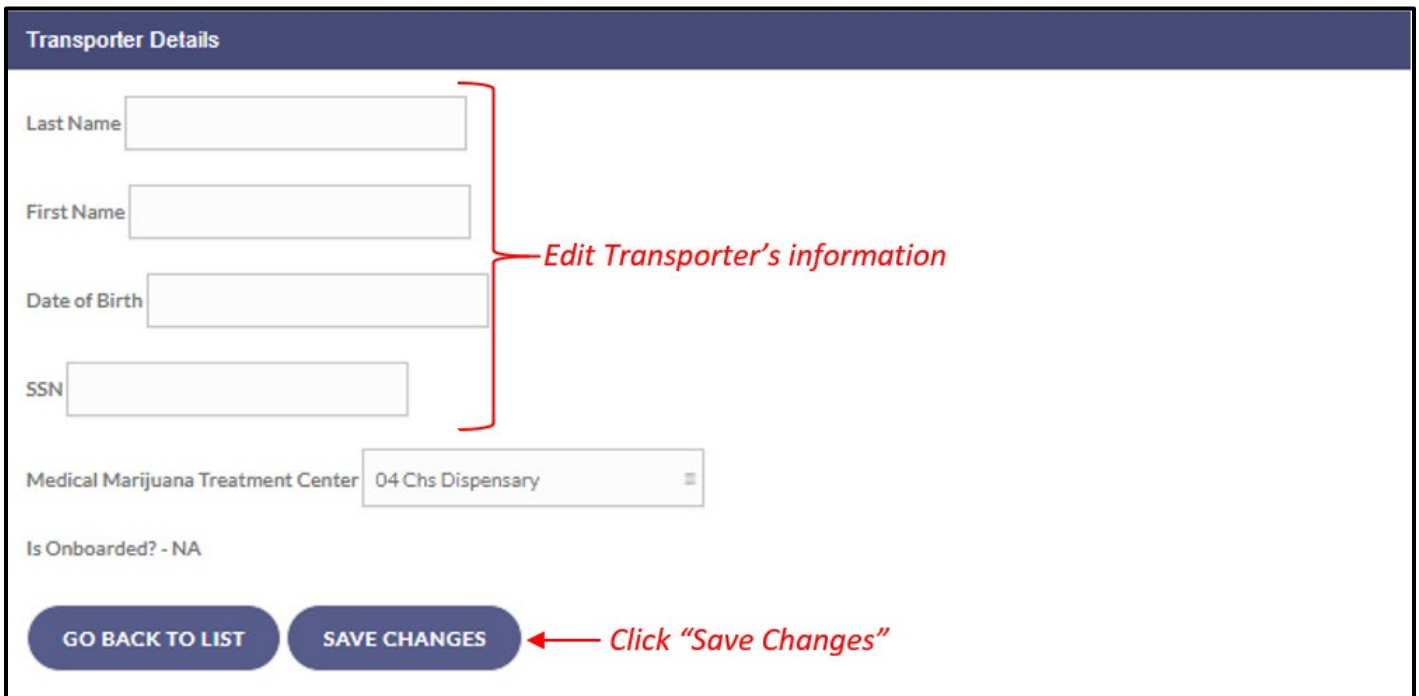 Transporter Details
Last Name
First Name
Edit Transporter’s information
Date of Birth
SSN
Medical Marijuana Treatment Center 04 Chs Dispensary
Is Onboarded? - NA
GO BACK TO LIST SAVE CHANGES Click “Save Changes”